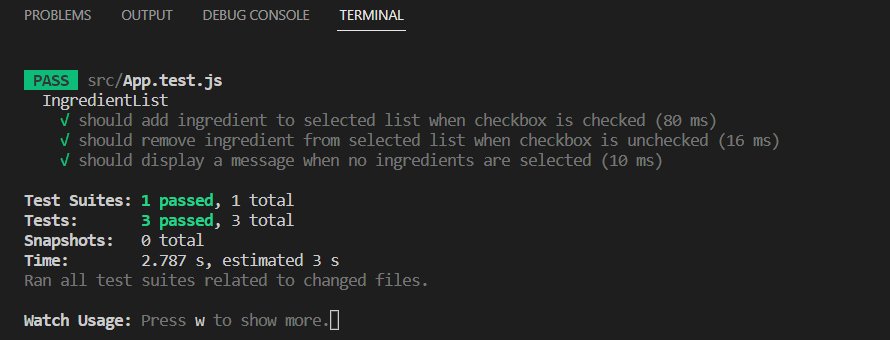 PROBLEMS OUTPUT DEBUG CONSOLE TERMINAL
PASS src/App.test.js
IngredientList
√ should add ingredient to selected list when checkbox is checked (80 ms)
√ should remove ingredient from selected list when checkbox is unchecked (16 ms)
√ should display a message when no ingredients are selected (10 ms)
Test Suites: 1 passed, 1 total
Tests: 3 passed, 3 total
Snapshots: 0 total
Time: 2.787 s, estimated 3 s
Ran all test suites related to changed files.
Watch Usage: Press w to show more.